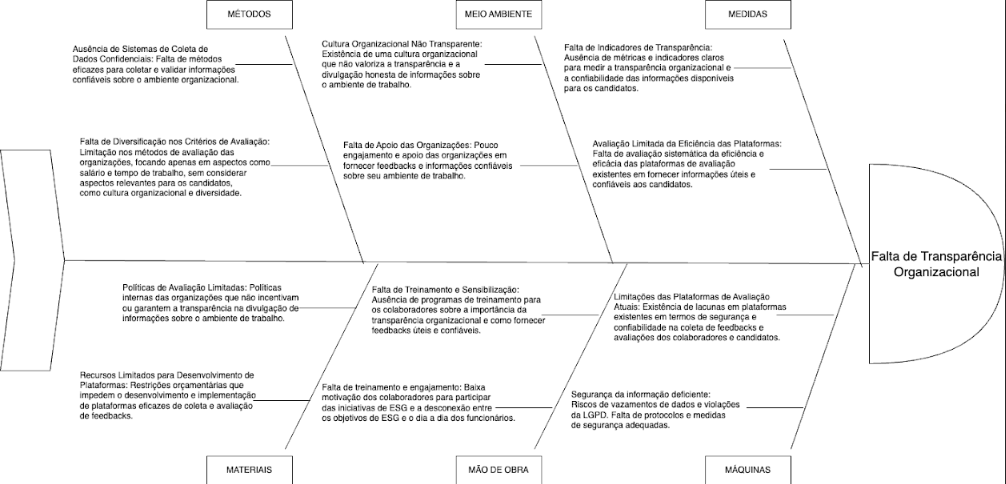 MÉTODOS
MEIO AMBIENTE
MEDIDAS
Ausência de Sistemas de Coleta de
Dados Confidenciais: Falta de métodos
eficazes para coletar e validar informações
confiáveis sobre o ambiente organizacional.
Cultura Organizacional Não Transparente:
Existência de uma cultura organizacional
que não valoriza a transparência e a
divulgação honesta de informações sobre
o ambiente de trabalho.
Falta de Indicadores de Transparência:
Ausência de métricas e indicadores claros
para medir a transparência organizacional e
a confiabilidade das informações disponíveis
para os candidatos.
Falta de Diversificação nos Critérios de Avaliação:
Limitação nos métodos de avaliação das
organizações, focando apenas em aspectos como
salário e tempo de trabalho, sem considerar
aspectos relevantes para os candidatos,
como cultura organizacional e diversidade.
Falta de Apoio das Organizações: Pouco
engajamento e apoio das organizações em
fornecer feedbacks e informações confiáveis
sobre seu ambiente de trabalho.
Avaliação Limitada da Eficiência das Plataformas:
Falta de avaliação sistemática da eficiência e
eficácia das plataformas de avaliação
existentes em fornecer informações úteis e
confiáveis aos candidatos.
Falta de Transparência
Organizacional
Políticas de Avaliação Limitadas: Políticas
internas das organizações que não incentivam
ou garantem a transparência na divulgação de
informações sobre o ambiente de trabalho.
Falta de Treinamento e Sensibilização:
Ausência de programas de treinamento para
os colaboradores sobre a importância da
transparência organizacional e como fornecer
feedbacks úteis e confiáveis.
Limitações das Plataformas de Avaliação
Atuais: Existência de lacunas em plataformas
existentes em termos de segurança e
confiabilidade na coleta de feedbacks e
avaliações dos colaboradores e candidatos.
Recursos Limitados para Desenvolvimento de
Plataformas: Restrições orçamentárias que
impedem o desenvolvimento e implementação
de plataformas eficazes de coleta e avaliação
de feedbacks.
Falta de treinamento e engajamento: Baixa
motivação dos colaboradores para participar
das iniciativas de ESG e a desconexão entre
os objetivos de ESG e o dia a dia dos funcionários.
Segurança da informação deficiente:
Riscos de vazamentos de dados e violações
da LGPD. Falta de protocolos e medidas
de segurança adequadas.
MATERIAIS
MÃO DE OBRA
MÁQUINAS